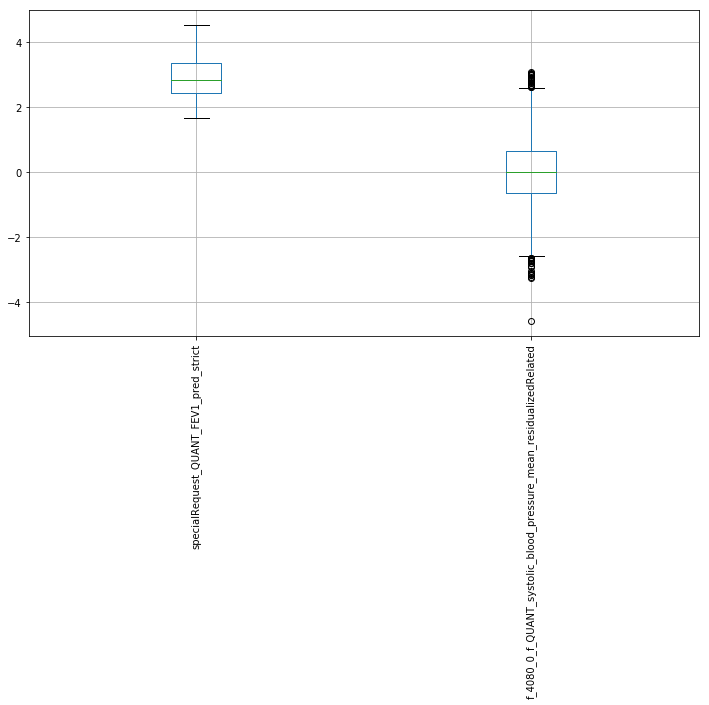 4
2
0
−2
−4
specialRequest_QUANT_FEV1_pred_strict
f_4080_0_f_QUANT_systolic_blood_pressure_mean_residualizedRelated